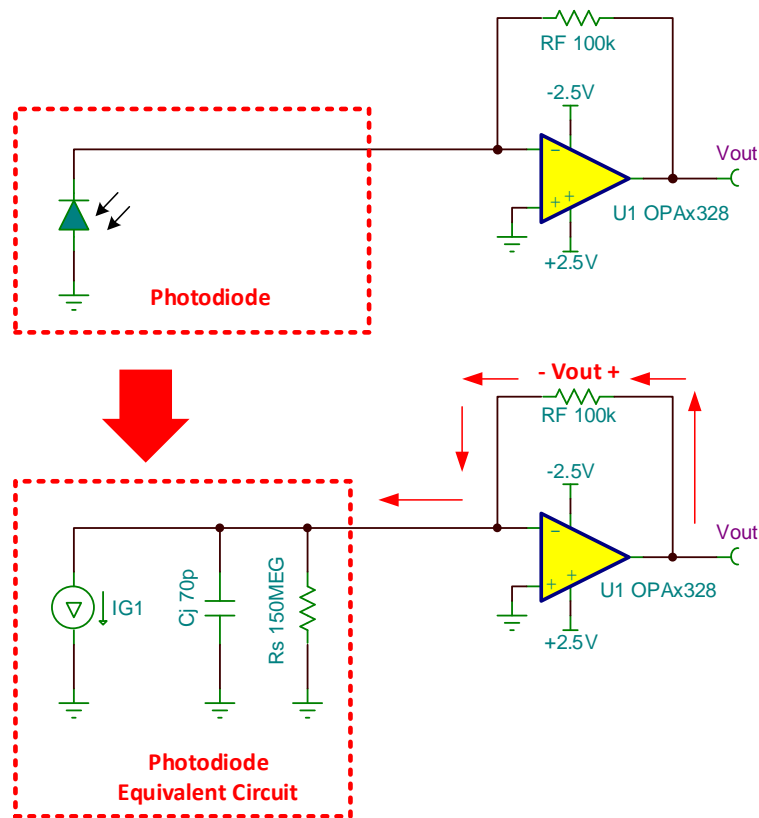 RF 100k
-2.5V
Vout
U1 OPAx328
+2.5V
Photodiode
- Vout +
RF 100k
-2.5V
Vout
U1 OPAx328
+2.5V
IG1
Cj 70p
Rs 150MEG
Photodiode
Equivalent Circuit